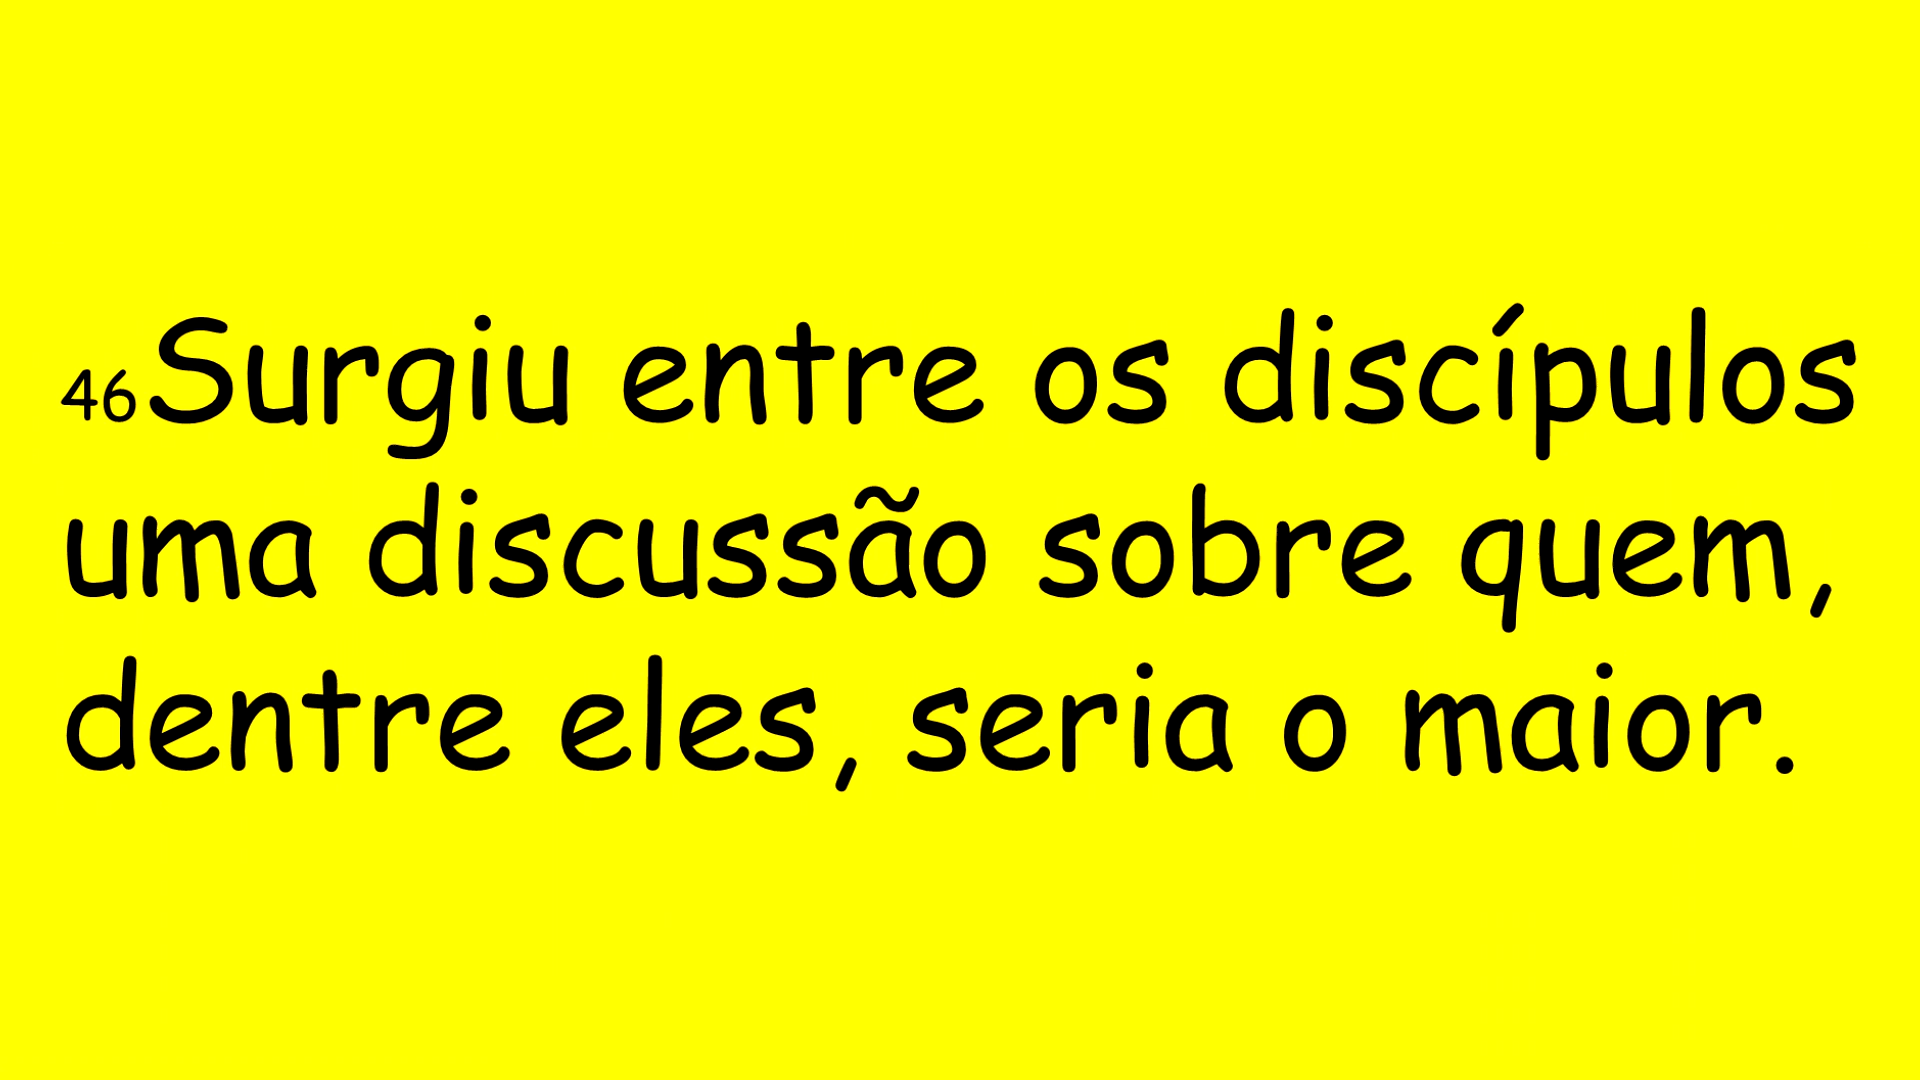 46Surgiu entre os discípulos
uma discussão sobre quem,
dentre eles, seria o maior.